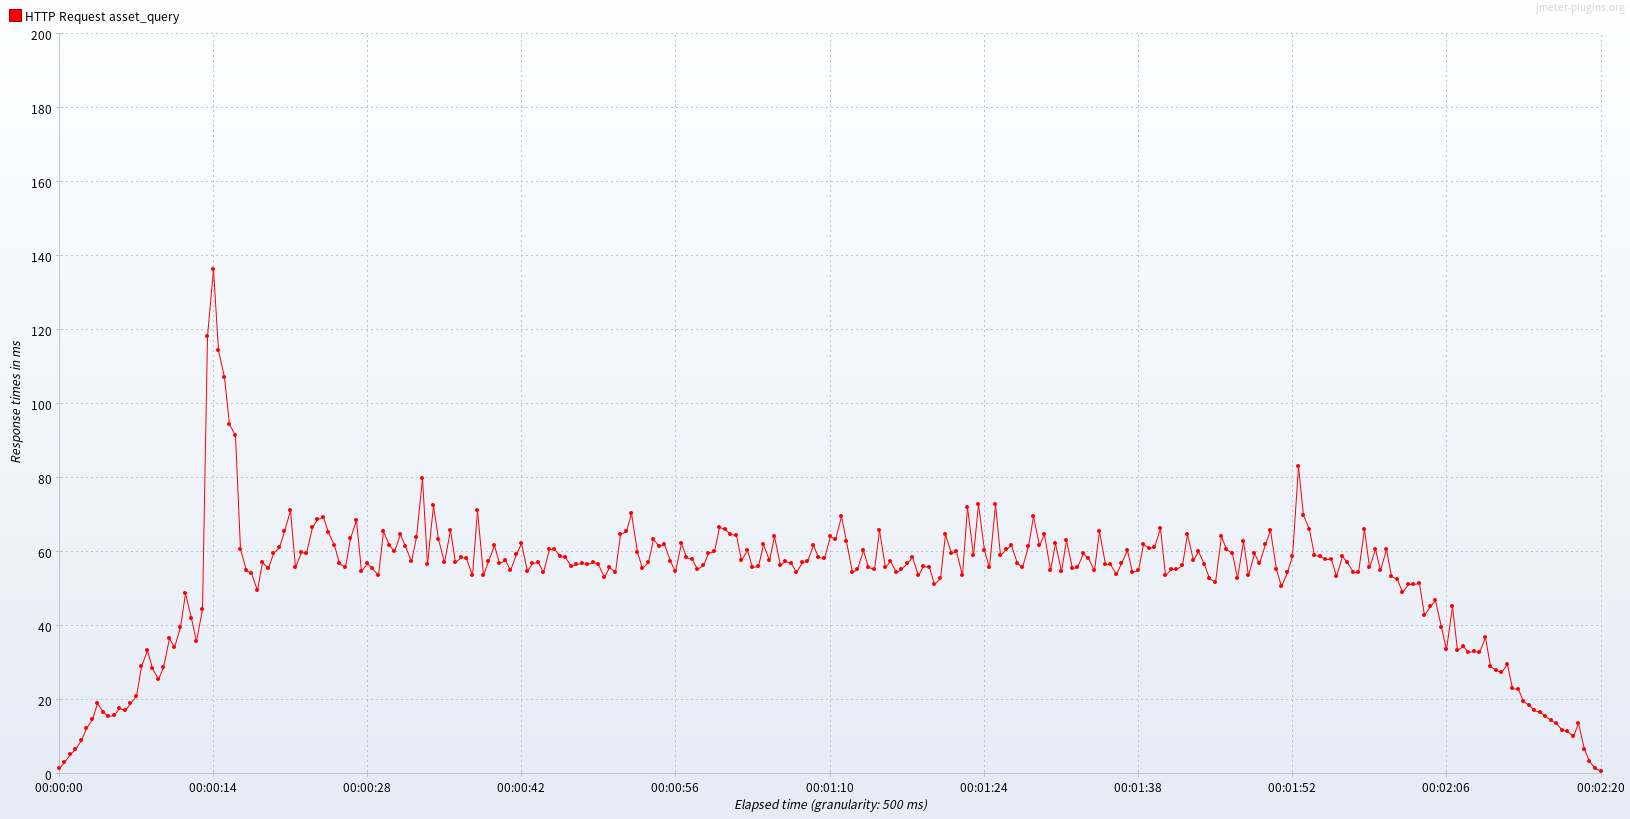 HTTP Request asset_query
jmeter-plugins.org
200
180
160
140
120
100
80
60
40
20
0
Response times in ms
00:00:00 00:00:14 00:00:28 00:00:42 00:00:56 00:01:10 00:01:24 00:01:38 00:01:52 00:02:06 00:02:20
Elapsed time (granularity: 500 ms)